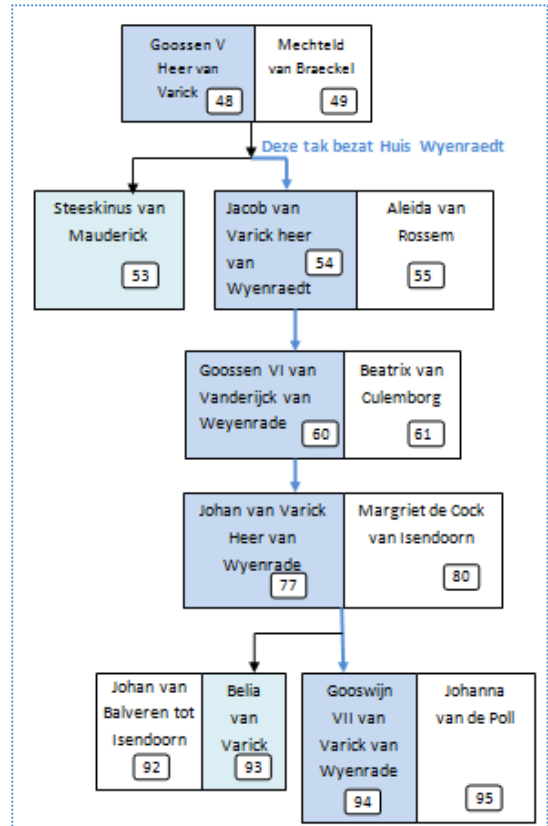 Goossen V
Heer van
Varick
48
Mechteld
van Braeckel
49
Deze tak bezat Huis Wyenraedt
Steeskinus van
Mauderick
53
Jacob van
Varick heer
van
Wyenraedt
54
Aleida van
Rossem
55
Goossen VI van
Vanderijck van
Weyenrade
60
Beatrix van
Culemborg
61
Johan van Varick
Heer van
Wyenrade
77
Margriet de Cock
van Isendoorn
80
Johan van
Balveren tot
Isendoorn
92
Belia
van
Varick
93
Gooswijn
VII van
Varick van
Wyenrade
94
Johanna
van de Poll
95